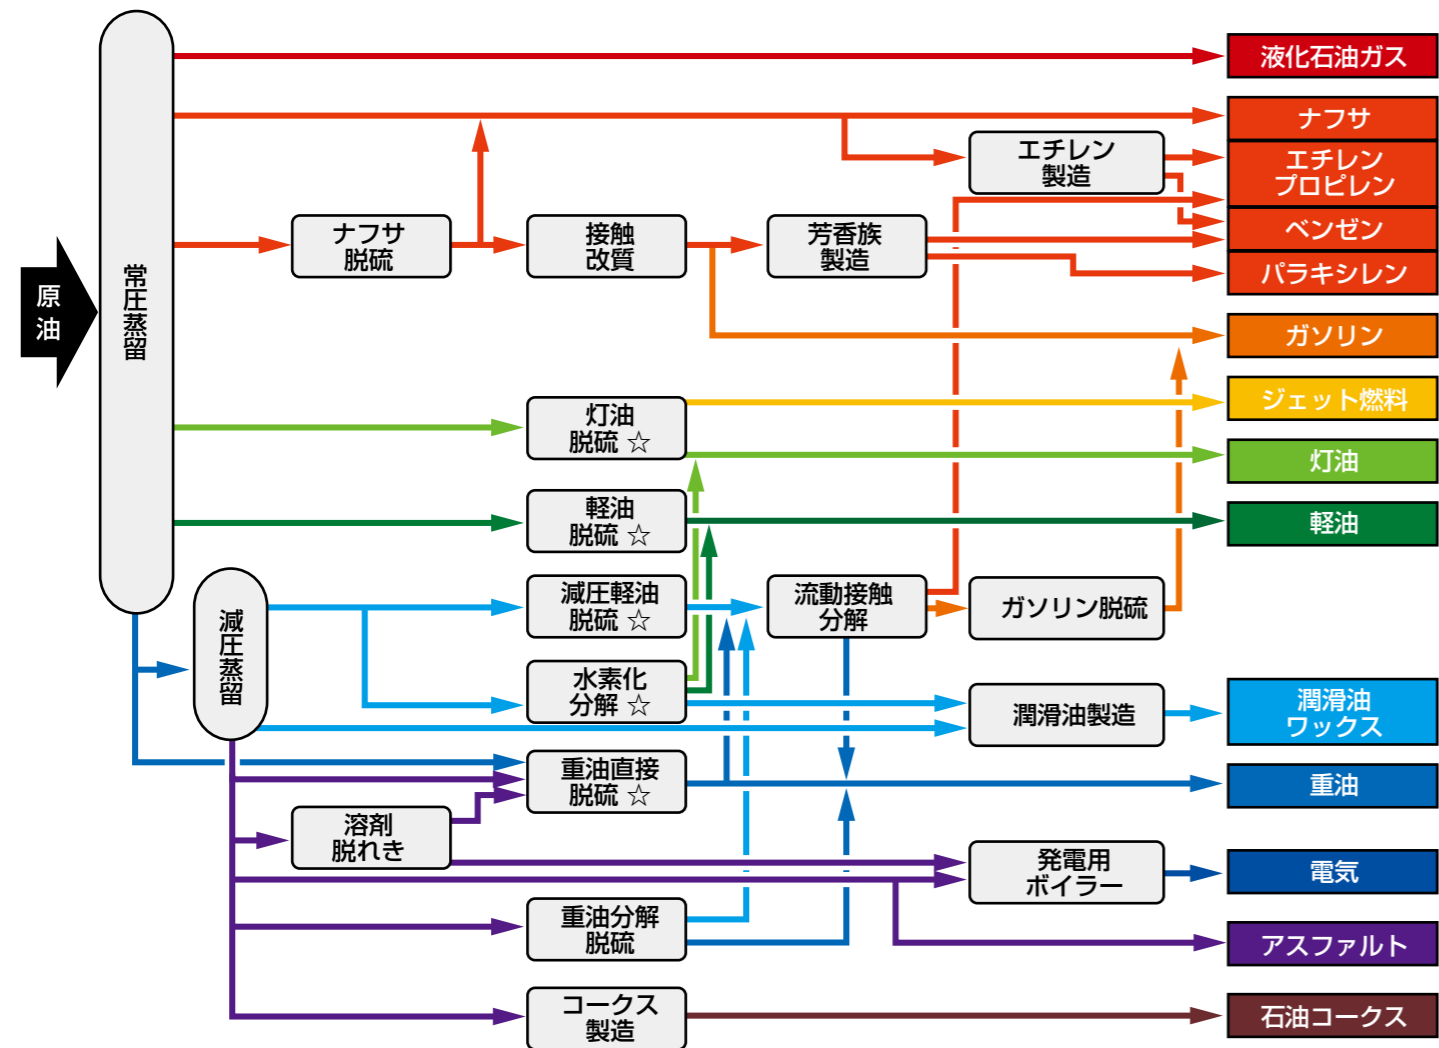 原
油
常圧蒸留
減圧蒸留
ナフサ
脱硫
接触
改質
芳香族
製造
エチレン
製造
灯油
脱硫 ☆
軽油
脱硫 ☆
減圧軽油
脱硫 ☆
水素化
分解 ☆
流動接触
分解
ガソリン脱硫
潤滑油製造
重油直接
脱硫 ☆
溶剤
脱れき
発電用
ボイラー
重油分解
脱硫
コークス
製造
液化石油ガス
ナフサ
エチレン
プロピレン
ベンゼン
パラキシレン
ガソリン
ジェット燃料
灯油
軽油
潤滑油
ワックス
重油
電気
アスファルト
石油コークス